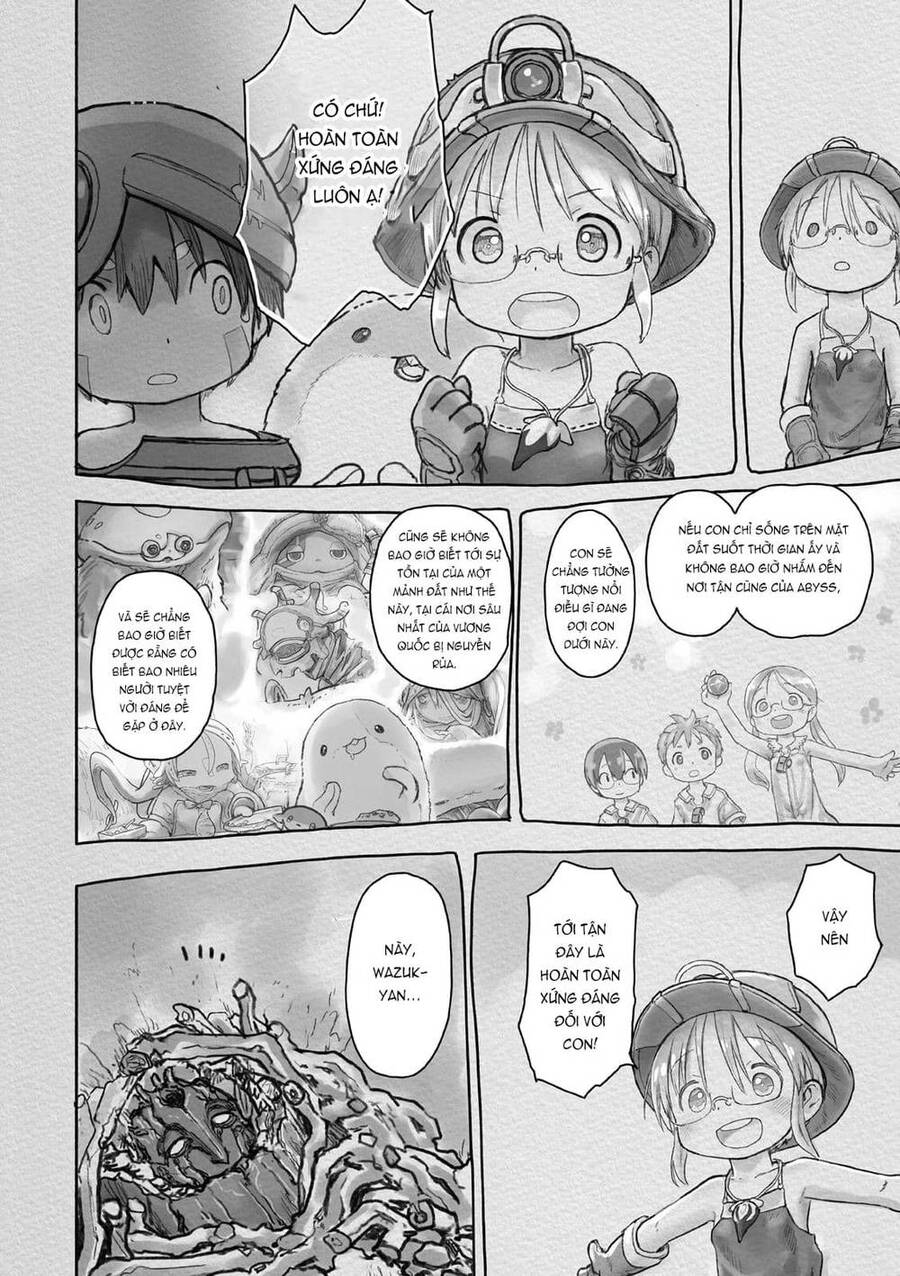 CÓ CHỨ!
HOÀN TOÀN
XỨNG ĐÁNG
LUÔN Ạ!
NẾU CON CHỈ SỐNG TRÊN MẶT
ĐẤT SUỐT THỜI GIAN ẤY VÀ
KHÔNG BAO GIỜ NHẮM ĐẾN
NƠI TẬN CÙNG CỦA ABYSS,
CON SẼ
CHẲNG TƯỞNG
TƯỢNG NỔI
ĐIỀU GÌ ĐANG
ĐỢI CON
DƯỚI NÀY.
CŨNG SẼ KHÔNG
BAO GIỜ BIẾT TỚI SỰ
TỒN TẠI CỦA MỘT
MẢNH ĐẤT NHƯ THẾ
NÀY, TẠI CÁI NƠI SÂU
NHẤT CỦA VƯƠNG
QUỐC BỊ NGUYỀN
RỦA.
VÀ SẼ CHẲNG
BAO GIỜ BIẾT
ĐƯỢC RẰNG CÓ
BIẾT BAO NHIÊU
NGƯỜI TUYỆT
VỜI ĐÁNG ĐỂ
GẶP Ở ĐÂY.
VẬY
NÊN
TỚI TẬN
ĐÂY LÀ
HOÀN TOÀN
XỨNG ĐÁNG
ĐỐI VỚI
CON!
NÀY,
WAZUK-
YAN...